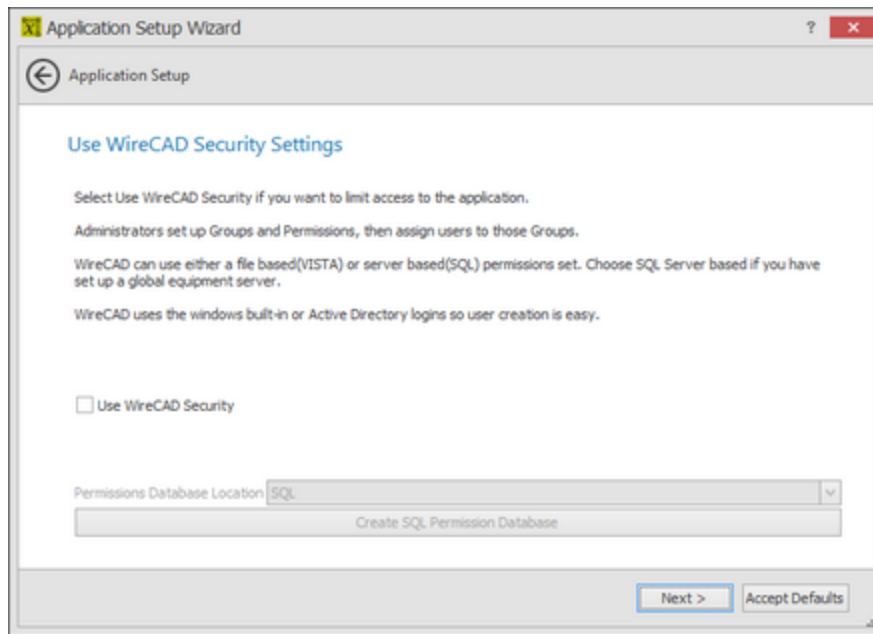 Application Setup Wizard
?
Application Setup
Use WireCAD Security Settings
Select Use WireCAD Security if you want to limit access to the application.
Administrators set up Groups and Permissions, then assign users to those Groups.
WireCAD can use either a file based(VISTA) or server based(SQL) permissions set. Choose SQL Server based if you have
set up a global equipment server.
WireCAD uses the windows built-in or Active Directory logins so user creation is easy.
Use WireCAD Security
Permissions Database Location SQL
Create SQL Permission Database
Next > Accept Defaults